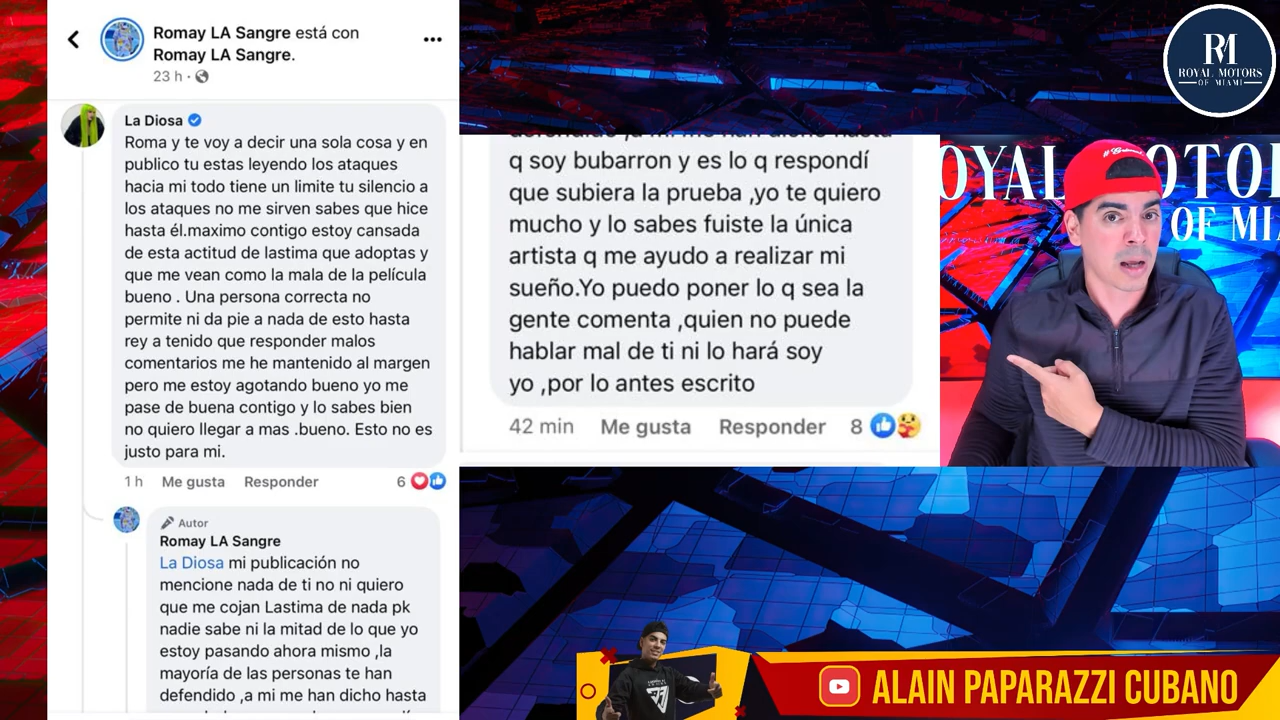 Romay LA Sangre está con
Romay LA Sangre.
23 h
La Diosa
Roma y te voy a decir una sola cosa y en
publico tu estas leyendo los ataques
hacia mi todo tiene un limite tu silencio a
los ataques no me sirven sabes que hice
hasta él.maximo contigo estoy cansada
de esta actitud de lastima que adoptas y
que me vean como la mala de la película
bueno . Una persona correcta no
permite ni da pie a nada de esto hasta
rey a tenido que responder malos
comentarios me he mantenido al margen
pero me estoy agotando bueno yo me
pase de buena contigo y lo sabes bien
no quiero llegar a mas .bueno. Esto no es
justo para mi.
1 h Me gusta Responder 6
Autor
Romay LA Sangre
La Diosa mi publicación no
mencione nada de ti no ni quiero
que me cojan Lastima de nada pk
nadie sabe ni la mitad de lo que yo
estoy pasando ahora mismo ,la
mayoría de las personas te han
defendido ,a mi me han dicho hasta
q soy bubarron y es lo q respondí
que subiera la prueba ,yo te quiero
mucho y lo sabes fuiste la única
artista q me ayudo a realizar mi
sueño.Yo puedo poner lo q sea la
gente comenta ,quien no puede
hablar mal de ti ni lo hará soy
yo ,por lo antes escrito
42 min Me gusta Responder 8
RM
ROYAL MOTORS
OF MIAMI
OYAL OTO
OF MI
ALAIN PAPARAZZI CUBANO